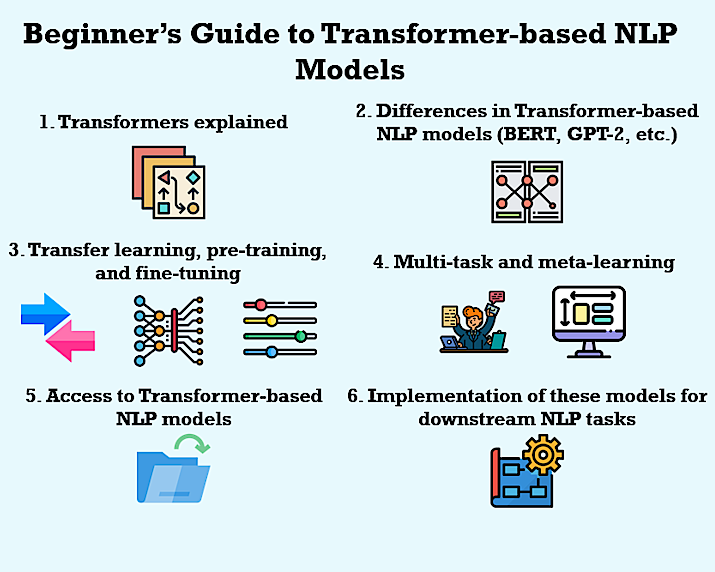 Beginner's Guide to Transformer-based NLP
Models
1. Transformers explained
2. Differences in Transformer-based
NLP models (BERT, GPT-2, etc.)
3. Transfer learning, pre-training,
and fine-tuning
4. Multi-task and meta-learning
5. Access to Transformer-based
NLP models
6. Implementation of these models for
downstream NLP tasks